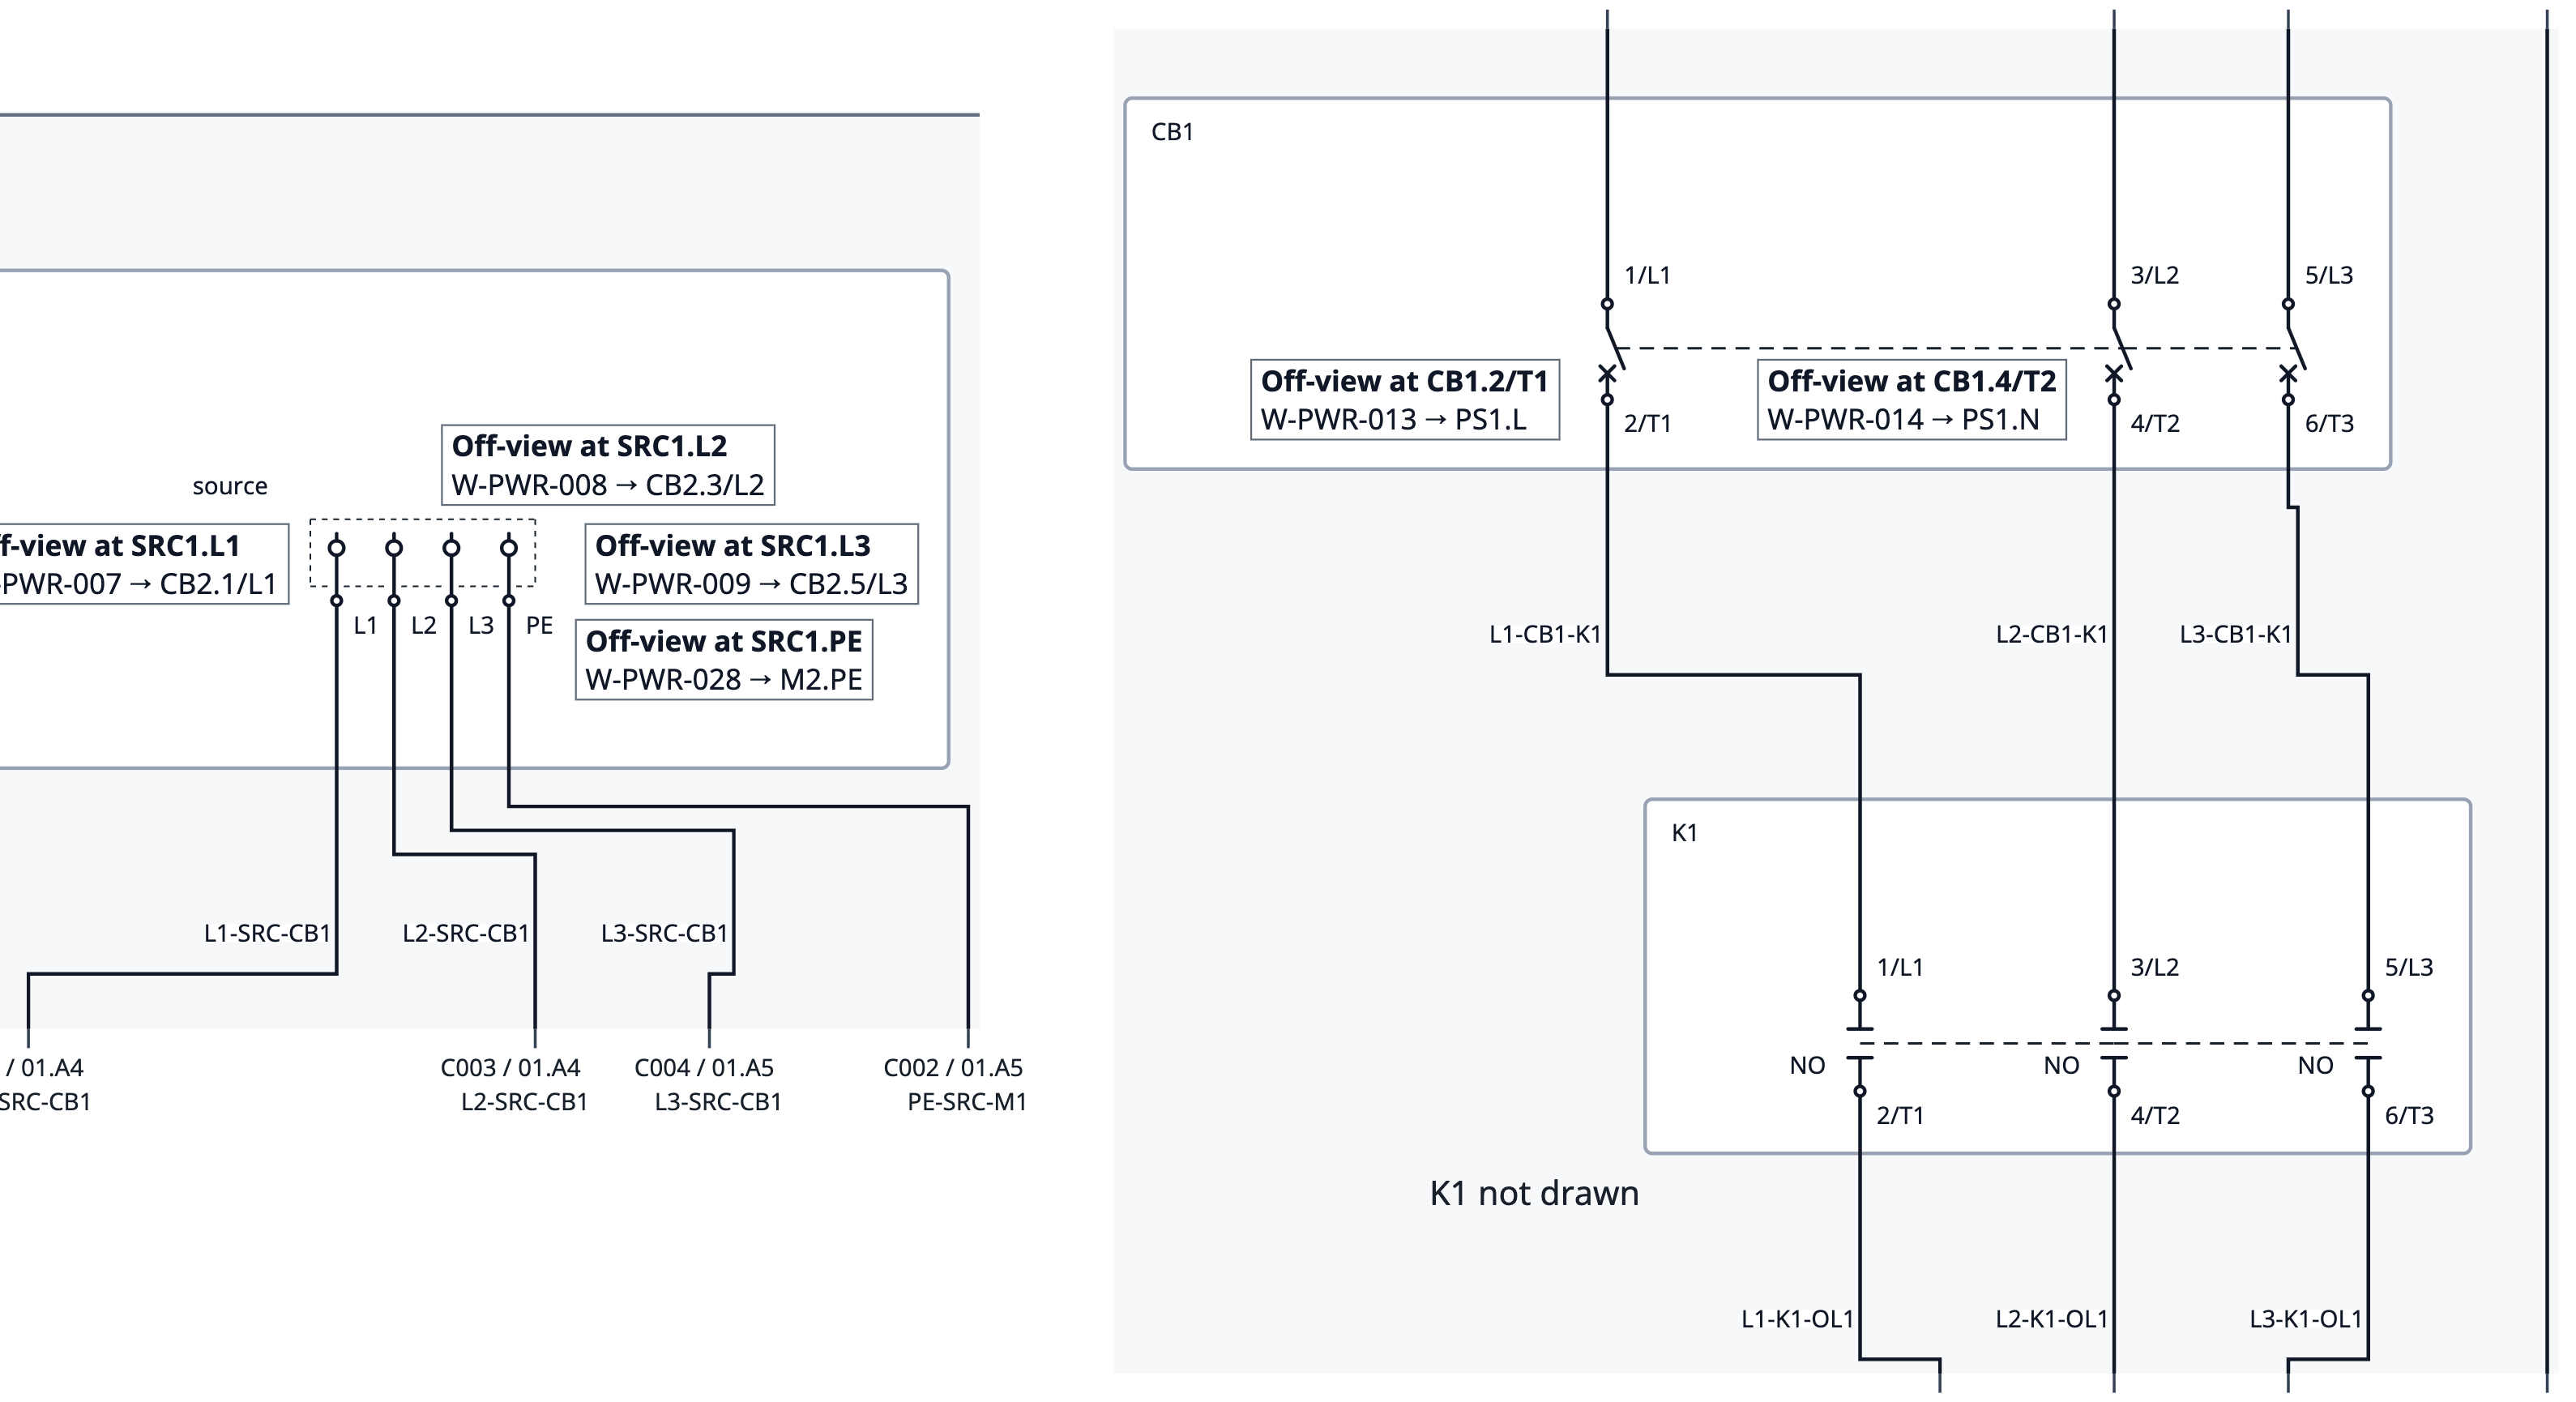 source
Off-view at SRC1.L2
W-PWR-008 → CB2.3/L2
f-view at SRC1.L1
-PWR-007 → CB2.1/L1
Off-view at SRC1.L3
W-PWR-009 → CB2.5/L3
L1
L2
L3
PE
Off-view at SRC1.PE
W-PWR-028 → M2.PE
L1-SRC-CB1
L2-SRC-CB1
L3-SRC-CB1
/ 01.A4
SRC-CB1
C003 / 01.A4
L2-SRC-CB1
C004 / 01.A5
L3-SRC-CB1
C002 / 01.A5
PE-SRC-M1
CB1
1/L1
3/L2
5/L3
Off-view at CB1.2/T1
W-PWR-013 → PS1.L
Off-view at CB1.4/T2
W-PWR-014 → PS1.N
2/T1
4/T2
6/T3
L1-CB1-K1
L2-CB1-K1
L3-CB1-K1
K1
1/L1
3/L2
5/L3
NO
NO
NO
2/T1
4/T2
6/T3
K1 not drawn
L1-K1-OL1
L2-K1-OL1
L3-K1-OL1